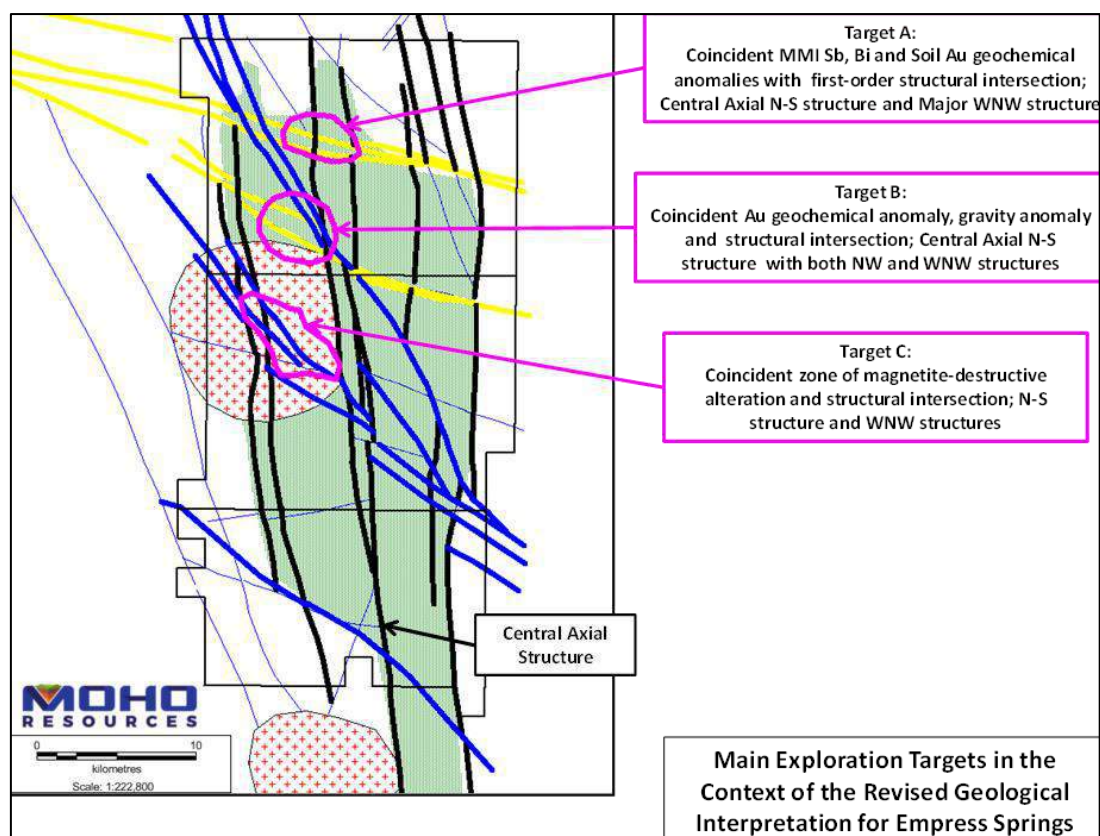 Target A:
Coincident MMI Sb, Bi and Soil Au geochemical
anomalies with first-order structural intersection;
Central Axial N-S structure and Major WNW structure
Target B:
Coincident Au geochemical anomaly, gravity anomaly
and structural intersection; Central Axial N-S
structure with both NW and WNW structures
Target C:
Coincident zone of magnetite-destructive
alteration and structural intersection; N-S
structure and WNW structures
Central Axial
Structure
MOHO
RESOURCES
0 10
kilometres
Scale: 1:222,800
Main Exploration Targets in the
Context of the Revised Geological
Interpretation for Empress Springs